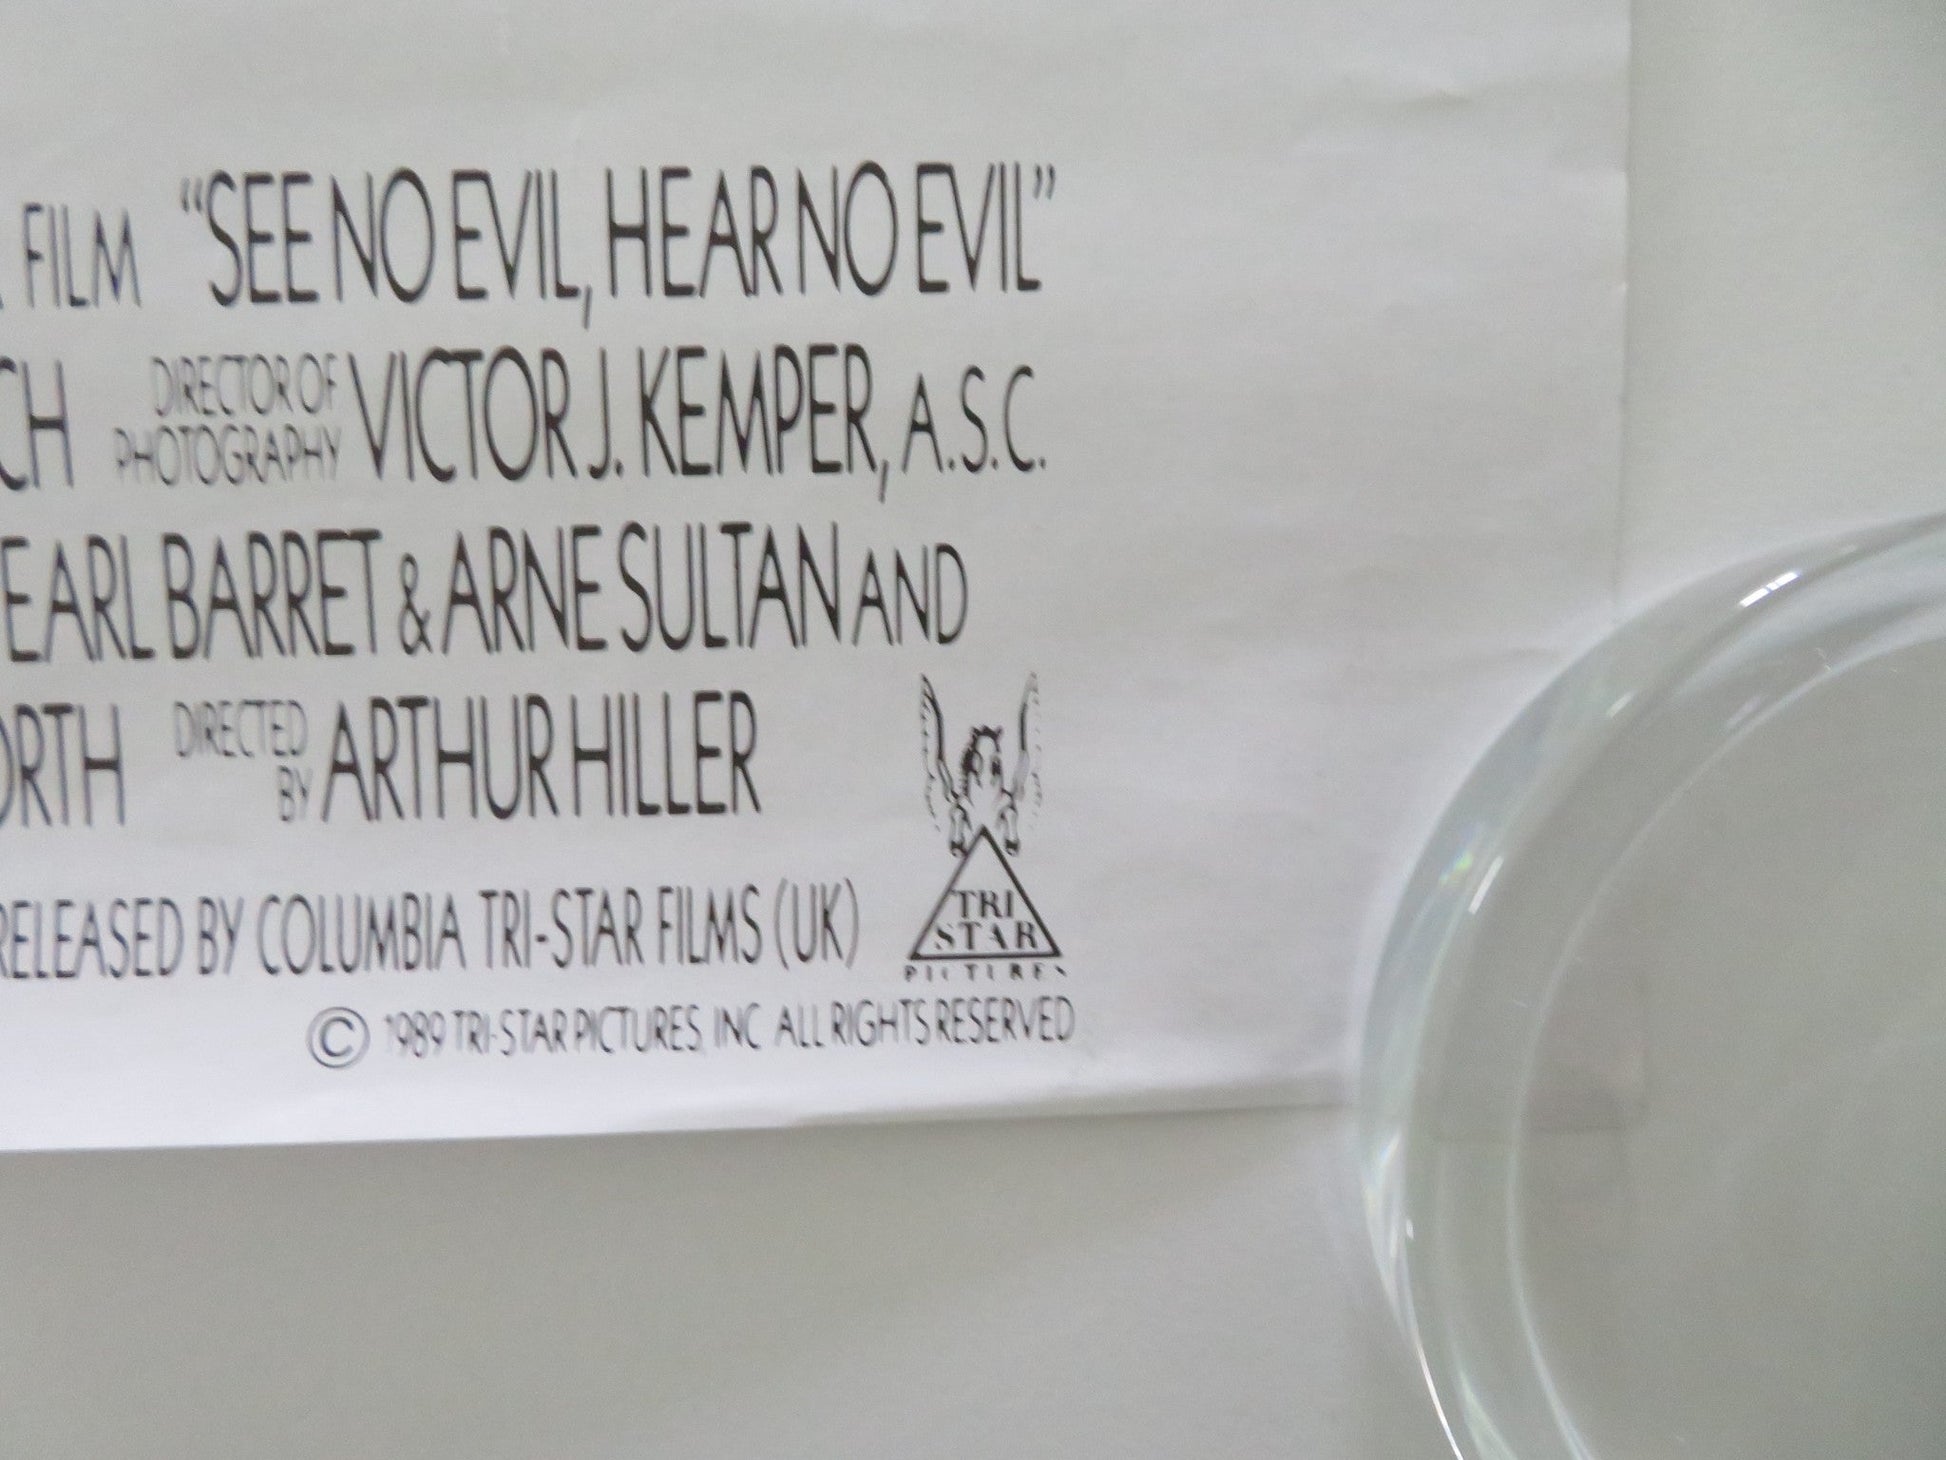 FILM "SEE NO EVIL, HEAR NO EVIL"
CH DIRECTOR OF PHOTOGRAPHY VICTOR J. KEMPER, A.S.C.
EARL BARRET & ARNE SULTAN AND
ORTH DIRECTED BY ARTHUR HILLER
RELEASED BY COLUMBIA TRI-STAR FILMS (UK)
TRI
STAR
PICTURES
© 1989 TRI-STAR PICTURES, INC ALL RIGHTS RESERVED